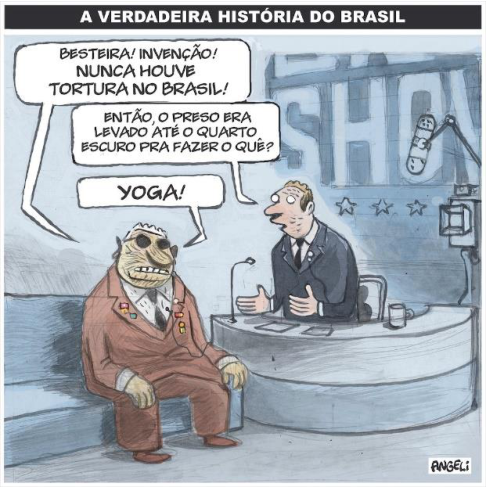 A VERDADEIRA HISTÓRIA DO BRASIL
BESTEIRA! INVENÇÃO!
NUNCA HOUVE
TORTURA NO BRASIL!
ENTÃO, O PRESO ERA
LEVADO ATÉ O QUARTO
ESCURO PRA FAZER O QUÊ?
YOGA!
SHOW
3
ANGELI